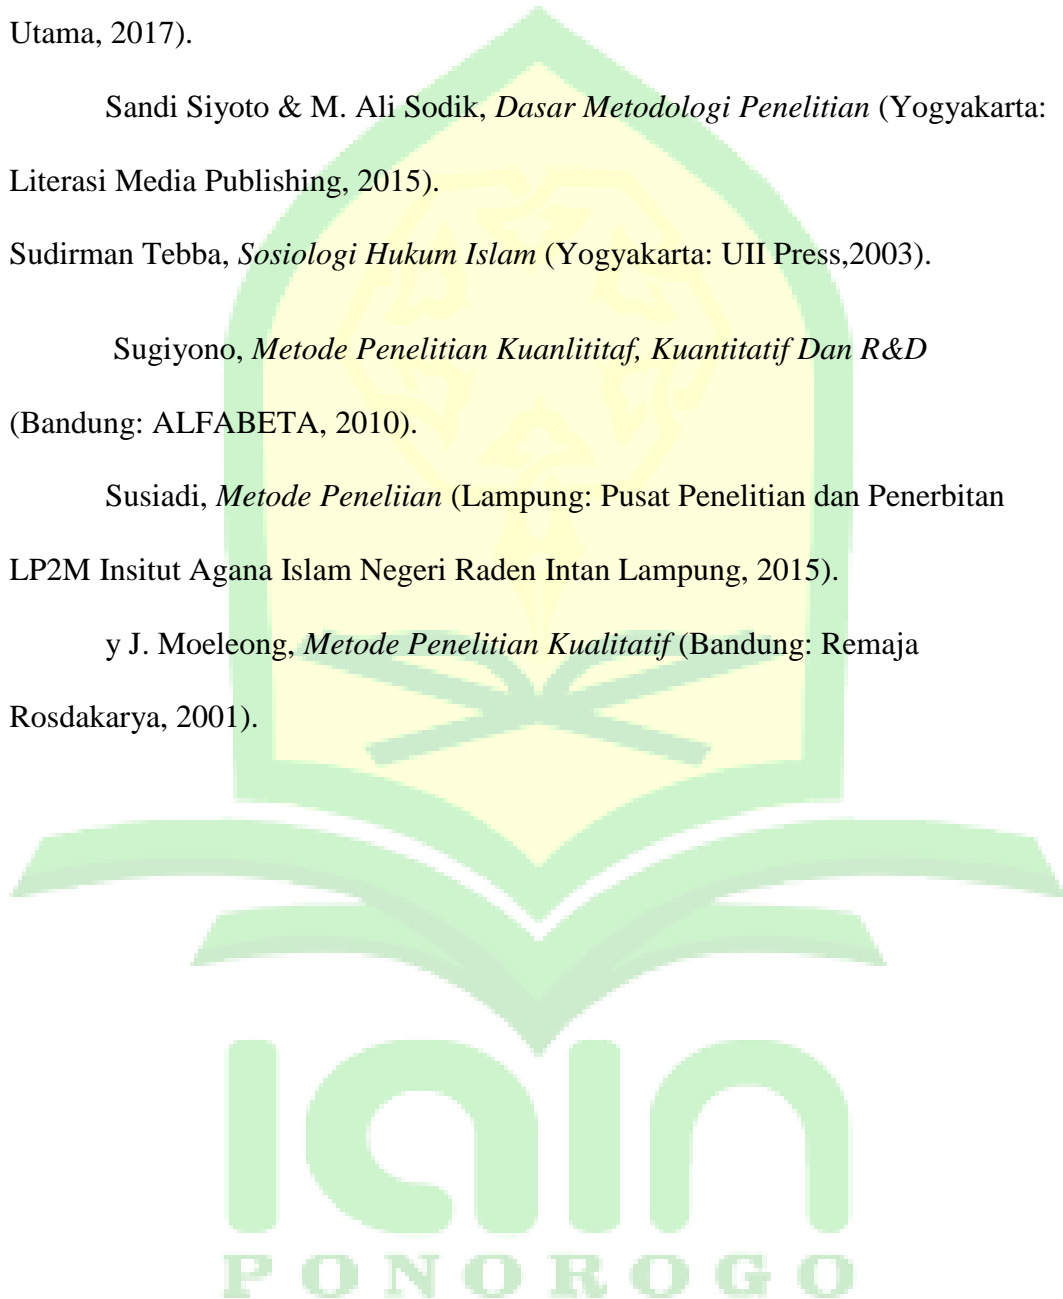 Utama, 2017).
Sandi Siyoto & M. Ali Sodik, Dasar Metodologi Penelitian (Yogyakarta:
Literasi Media Publishing, 2015).
Sudirman Tebba, Sosiologi Hukum Islam (Yogyakarta: UII Press,2003).
Sugiyono, Metode Penelitian Kuanlititaf, Kuantitatif Dan R&D
(Bandung: ALFABETA, 2010).
Susiadi, Metode Peneliian (Lampung: Pusat Penelitian dan Penerbitan
LP2M Insitut Agana Islam Negeri Raden Intan Lampung, 2015).
y J. Moeleong, Metode Penelitian Kualitatif (Bandung: Remaja
Rosdakarya, 2001).
iain
PONOROGO